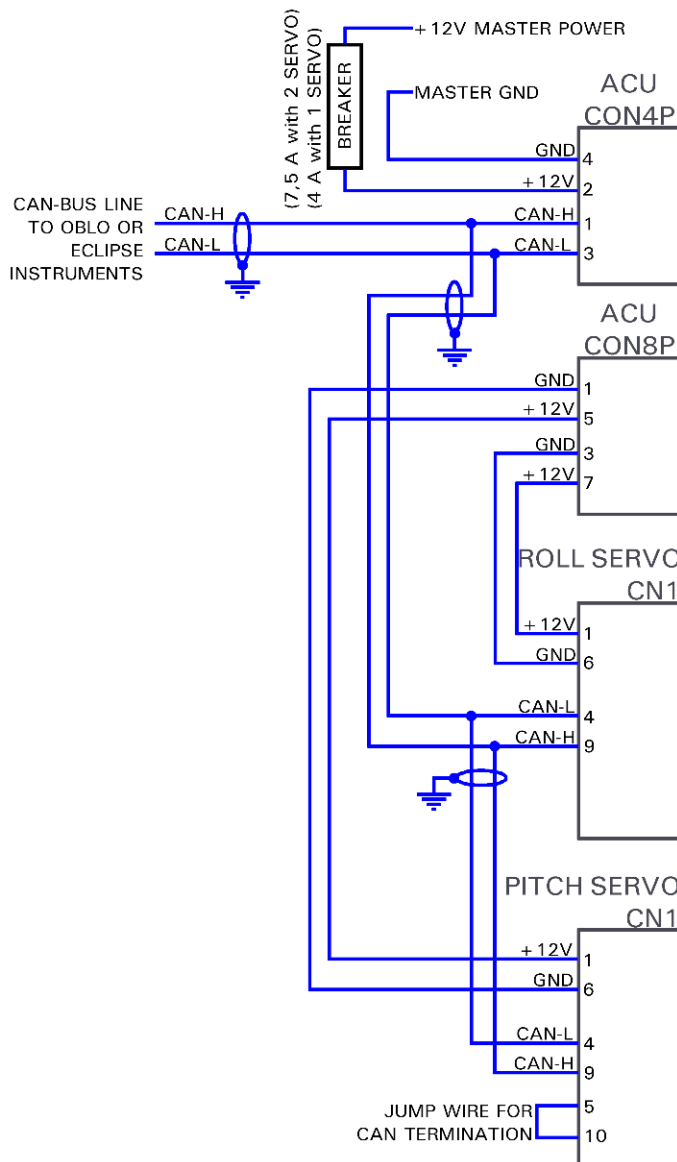 +12V MASTER POWER
(7,5 A with 2 SERVO)
(4 A with 1 SERVO)
BREAKER
MASTER GND
ACU
CON4P
GND 4
+12V 2
CAN-BUS LINE
TO OBLO OR
ECLIPSE
INSTRUMENTS
CAN-H
CAN-L
CAN-H 1
CAN-L 3
ACU
CON8P
GND 1
+12V 5
GND 3
+12V 7
ROLL SERVO
CN1
+12V 1
GND 6
CAN-L 4
CAN-H 9
PITCH SERVO
CN1
+12V 1
GND 6
CAN-L 4
CAN-H 9
5
JUMP WIRE FOR
CAN TERMINATION
10